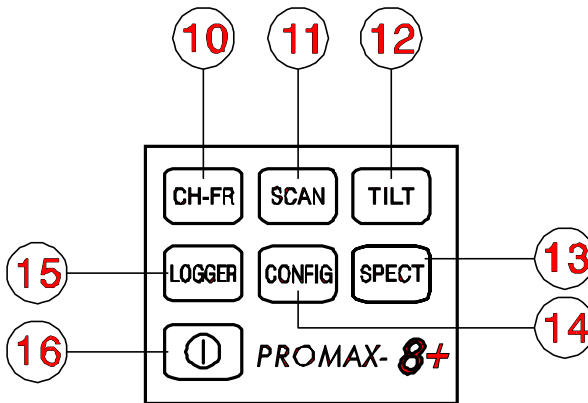 10 11 12
CH-FR SCAN TILT
15 LOGGER CONFIG SPECT 13
14
16 PROMAX-8+